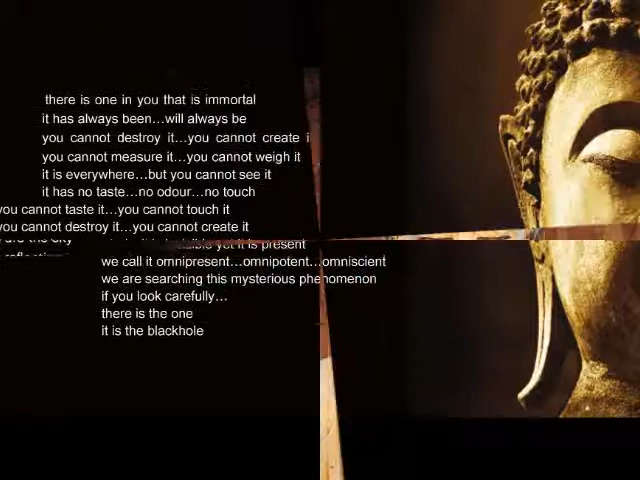 there is one in you that is immortal
it has always been…will always be
you cannot destroy it…you cannot create i
you cannot measure it…you cannot weigh it
it is everywhere…but you cannot see it
it has no taste…no odour…no touch
you cannot taste it…you cannot touch it
you cannot destroy it…you cannot create it
yet it is present
we call it omnipresent…omnipotent…omniscient
we are searching this mysterious phenomenon
if you look carefully…
there is the one
it is the blackhole